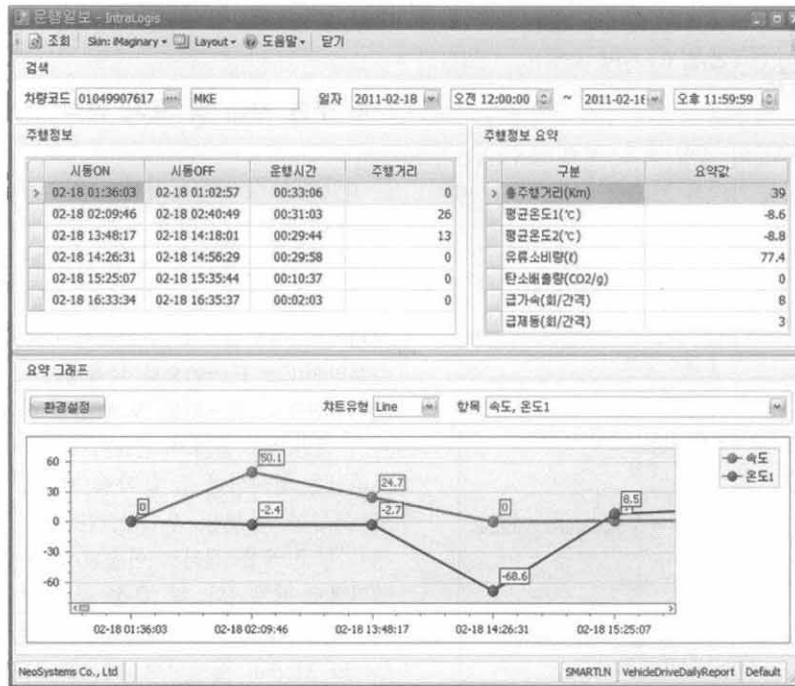 운행일보 - IntraLogis
조회 Skin: iMaginary Layout 도움말 닫기
검색
차량코드 01049907617 ... MKE 일자 2011-02-18 오전 12:00:00 ~ 2011-02-18 오후 11:59:59
주행정보
시동ON 시동OFF 운행시간 주행거리
02-18 01:36:03 02-18 01:02:57 00:33:06 0
02-18 02:09:46 02-18 02:40:49 00:31:03 26
02-18 13:48:17 02-18 14:18:01 00:29:44 13
02-18 14:26:31 02-18 14:56:29 00:29:58 0
02-18 15:25:07 02-18 15:35:44 00:10:37 0
02-18 16:33:34 02-18 16:35:37 00:02:03 0
주행정보 요약
구분 요약값
총주행거리(Km) 39
평균온도1(℃) -8.6
평균온도2(℃) -8.8
유류소비량(ℓ) 77.4
탄소배출량(CO2/g) 0
급가속(회/간격) 8
급제동(회/간격) 3
요약 그래프
환경설정 챠트유형 Line 항목 속도, 온도1
60
30
0
-30
-60
0
50.1
24.7
0
-2.4
-2.7
-68.6
8.5
속도
온도1
02-18 01:36:03 02-18 02:09:46 02-18 13:48:17 02-18 14:26:31 02-18 15:25:07
NeoSystems Co., Ltd SMARTLN VehicleDriveDailyReport Default